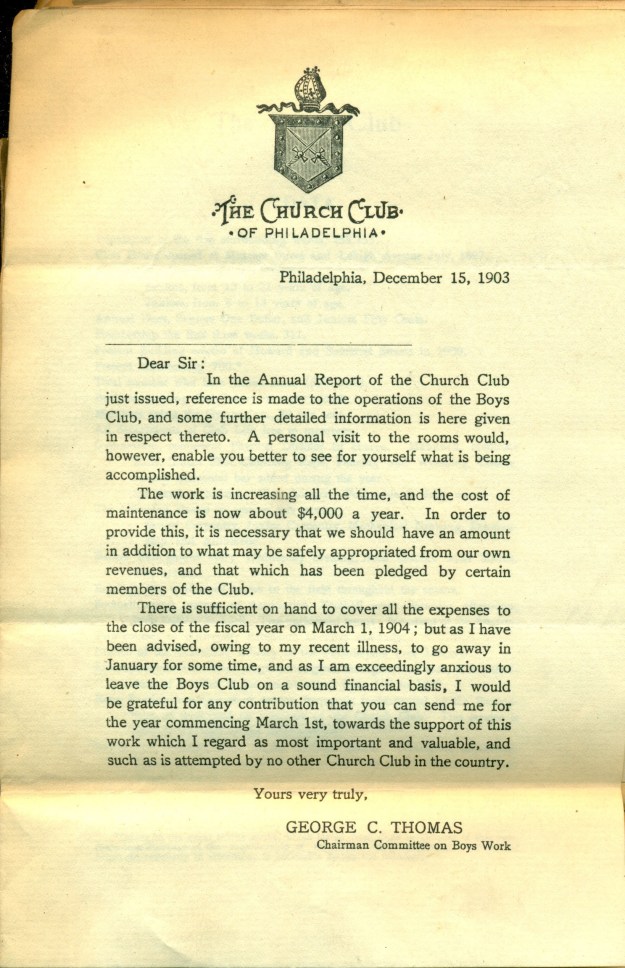 ·THE CHURCH CLUB·
·OF PHILADELPHIA·
Philadelphia, December 15, 1903
Dear Sir:
In the Annual Report of the Church Club
just issued, reference is made to the operations of the Boys
Club, and some further detailed information is here given
in respect thereto. A personal visit to the rooms would,
however, enable you better to see for yourself what is being
accomplished.
The work is increasing all the time, and the cost of
maintenance is now about $4,000 a year. In order to
provide this, it is necessary that we should have an amount
in addition to what may be safely appropriated from our own
revenues, and that which has been pledged by certain
members of the Club.
There is sufficient on hand to cover all the expenses to
the close of the fiscal year on March 1, 1904; but as I have
been advised, owing to my recent illness, to go away in
January for some time, and as I am exceedingly anxious to
leave the Boys Club on a sound financial basis, I would
be grateful for any contribution that you can send me for
the year commencing March 1st, towards the support of this
work which I regard as most important and valuable, and
such as is attempted by no other Church Club in the country.
Yours very truly,
GEORGE C. THOMAS
Chairman Committee on Boys Work